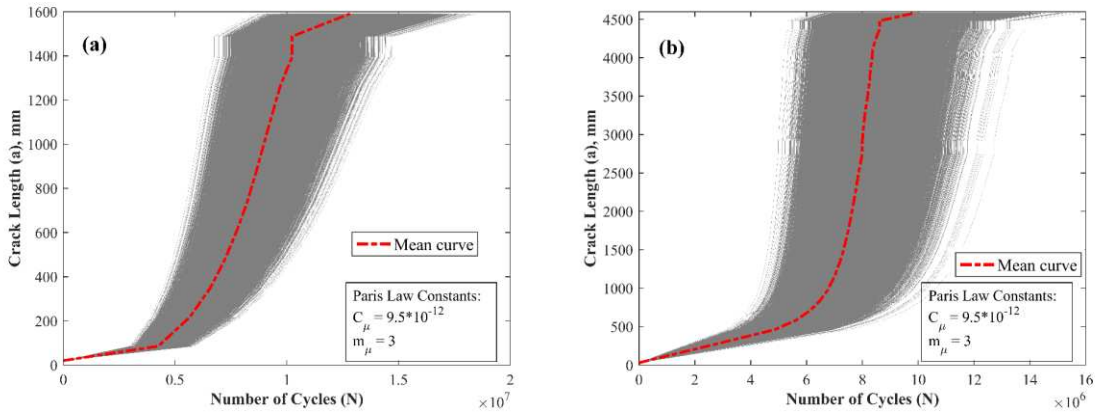 (a)
Crack Length (a), mm
1600
1400
1200
1000
800
600
400
200
0
Mean curve
Paris Law Constants:
C_μ = 9.5*10^-12
m_μ = 3
0 0.5 1 1.5 2
×10^7
Number of Cycles (N)
(b)
Crack Length (a), mm
4500
4000
3500
3000
2500
2000
1500
1000
500
0
Mean curve
Paris Law Constants:
C_μ = 9.5*10^-12
m_μ = 3
0 2 4 6 8 10 12 14 16
×10^6
Number of Cycles (N)